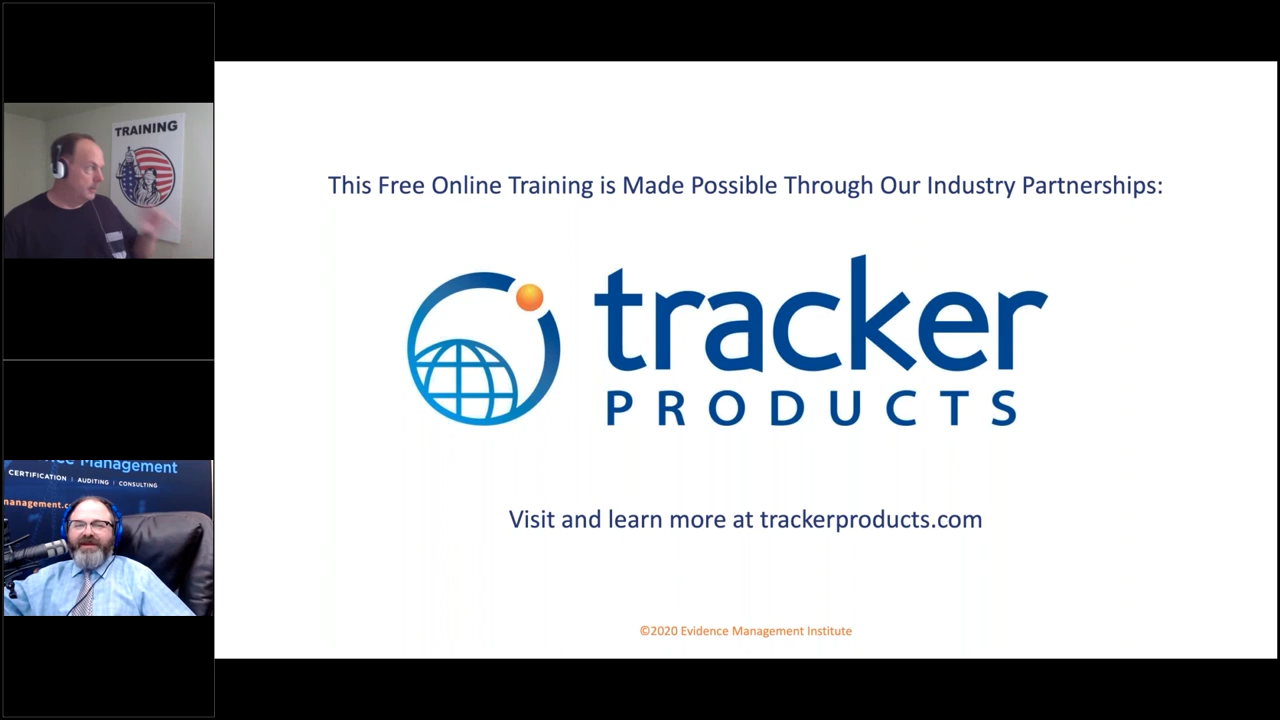 TRAINING
This Free Online Training is Made Possible Through Our Industry Partnerships:
tracker
PRODUCTS
Visit and learn more at trackerproducts.com
©2020 Evidence Management Institute
Management
CERTIFICATION | AUDITING | CONSULTING